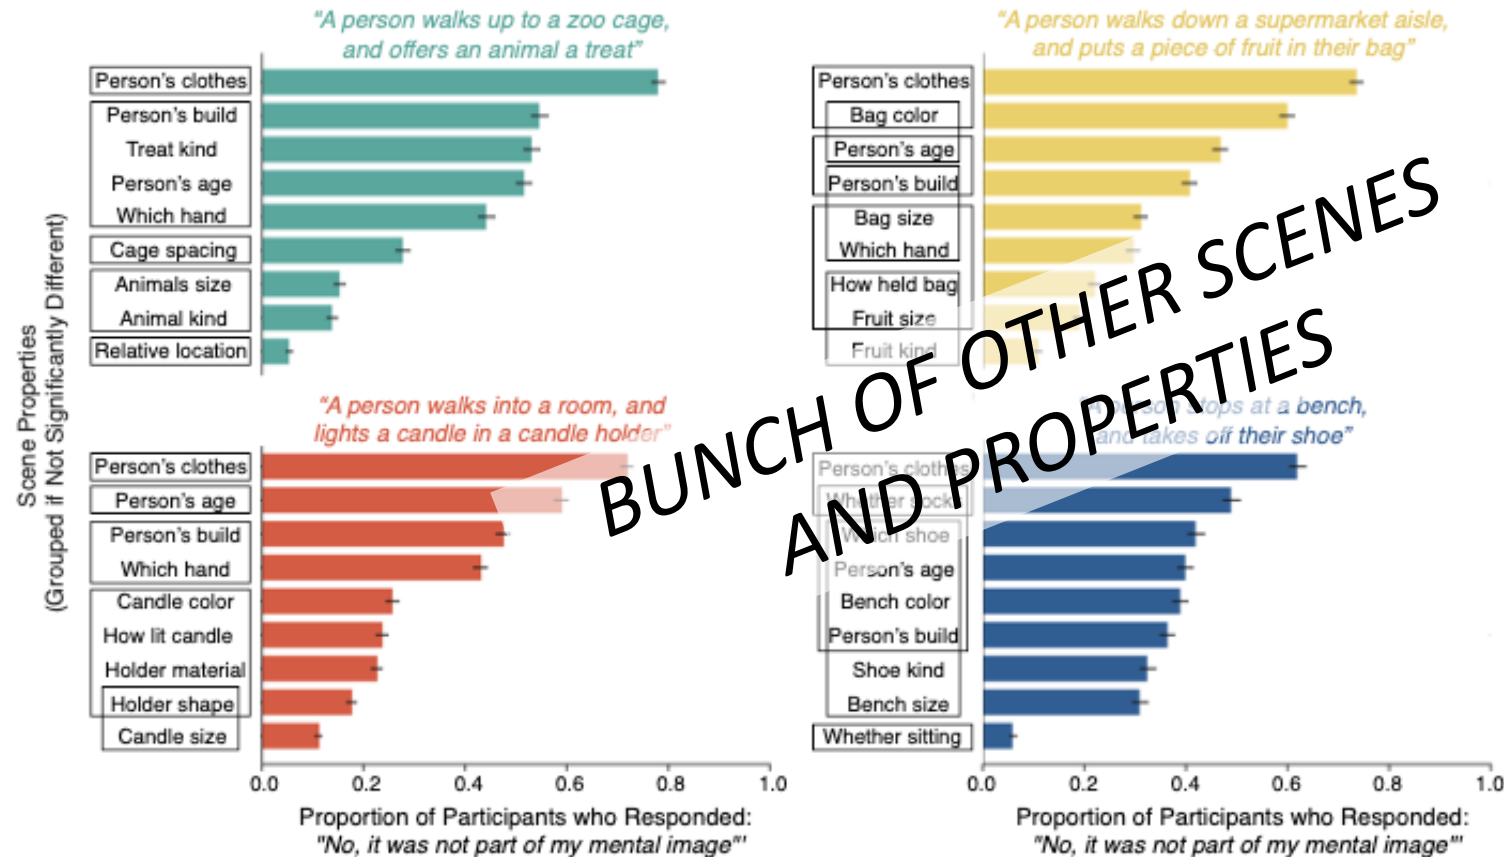 “A person walks up to a zoo cage,
and offers an animal a treat”
Person’s clothes
Person’s build
Treat kind
Person’s age
Which hand
Cage spacing
Animals size
Animal kind
Relative location
“A person walks down a supermarket aisle,
and puts a piece of fruit in their bag”
Person’s clothes
Bag color
Person’s age
Person’s build
Bag size
Which hand
How held bag
Fruit size
Fruit kind
BUNCH OF OTHER SCENES
AND PROPERTIES
Scene Properties
(Grouped if Not Significantly Different)
“A person walks into a room, and
lights a candle in a candle holder”
Person’s clothes
Person’s age
Person’s build
Which hand
Candle color
How lit candle
Holder material
Holder shape
Candle size
0.0 0.2 0.4 0.6 0.8 1.0
Proportion of Participants who Responded:
"No, it was not part of my mental image"'
“A person stops at a bench,
and takes off their shoe”
Person’s clothes
Whether socks
Which shoe
Person’s age
Bench color
Person’s build
Shoe kind
Bench size
Whether sitting
0.0 0.2 0.4 0.6 0.8 1.0
Proportion of Participants who Responded:
"No, it was not part of my mental image"'